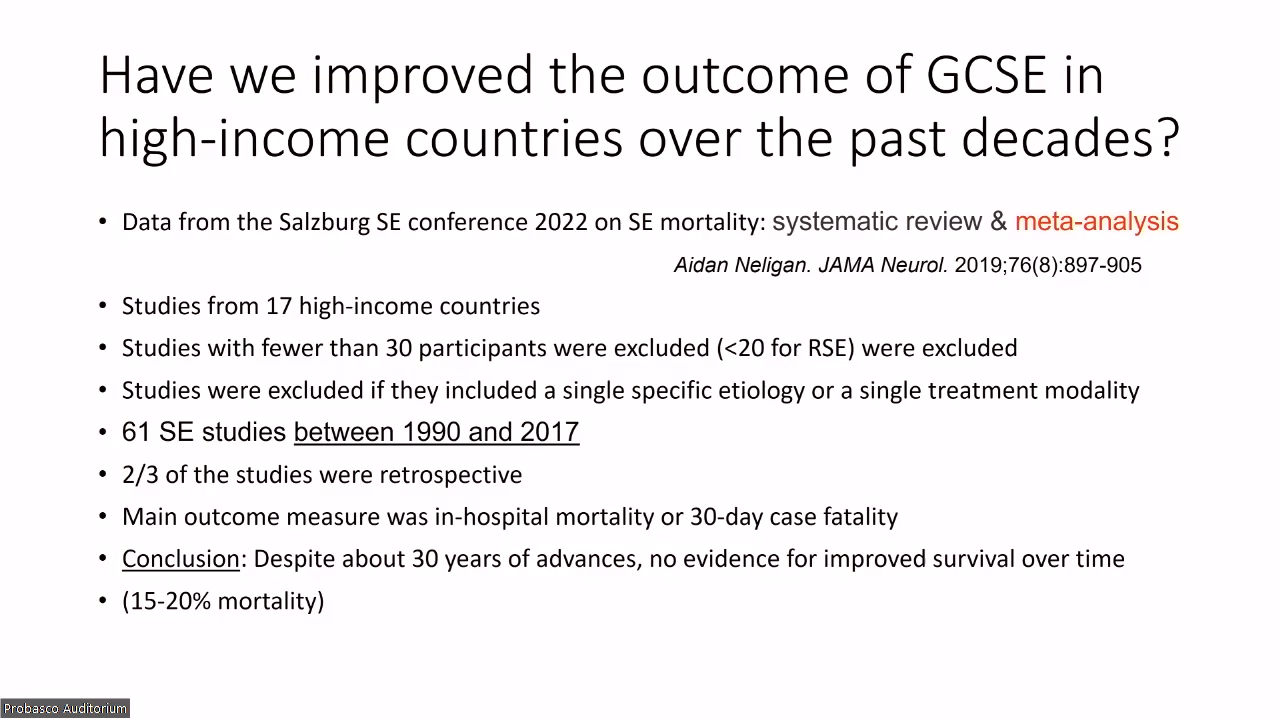 Have we improved the outcome of GCSE in
high-income countries over the past decades?
• Data from the Salzburg SE conference 2022 on SE mortality: systematic review & meta-analysis
Aidan Neligan. JAMA Neurol. 2019;76(8):897-905
• Studies from 17 high-income countries
• Studies with fewer than 30 participants were excluded (<20 for RSE) were excluded
• Studies were excluded if they included a single specific etiology or a single treatment modality
• 61 SE studies between 1990 and 2017
• 2/3 of the studies were retrospective
• Main outcome measure was in-hospital mortality or 30-day case fatality
• Conclusion: Despite about 30 years of advances, no evidence for improved survival over time
• (15-20% mortality)
Probasco Auditorium